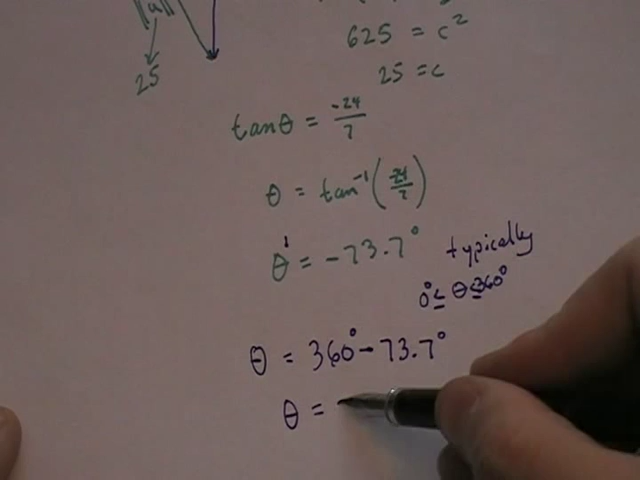 ||u||
25
625 = c²
25 = c
tanθ = -24/7
θ = tan⁻¹(-24/7)
θ' = -73.7° typically
0° ≤ θ ≤ 360°
θ = 360° - 73.7°
θ =